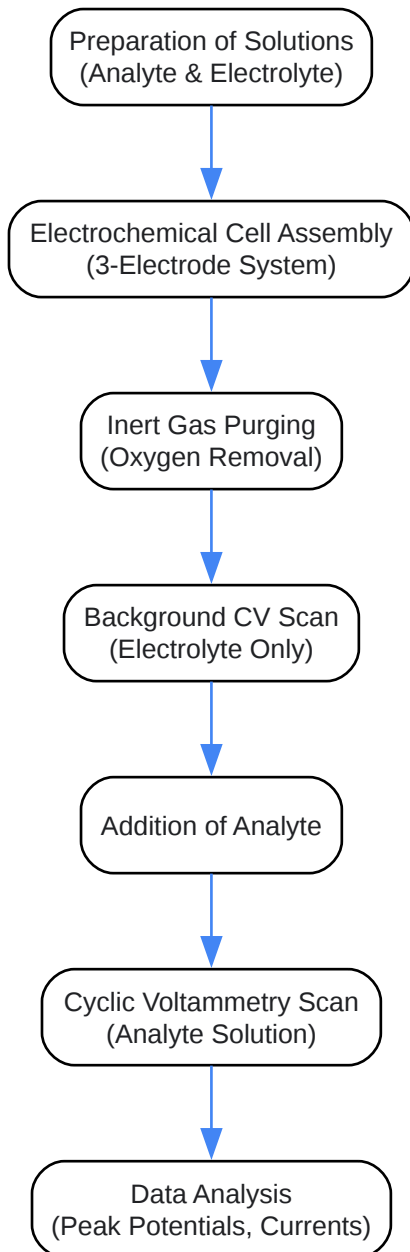 Preparation of Solutions
(Analyte & Electrolyte)
Electrochemical Cell Assembly
(3-Electrode System)
Inert Gas Purging
(Oxygen Removal)
Background CV Scan
(Electrolyte Only)
Addition of Analyte
Cyclic Voltammetry Scan
(Analyte Solution)
Data Analysis
(Peak Potentials, Currents)